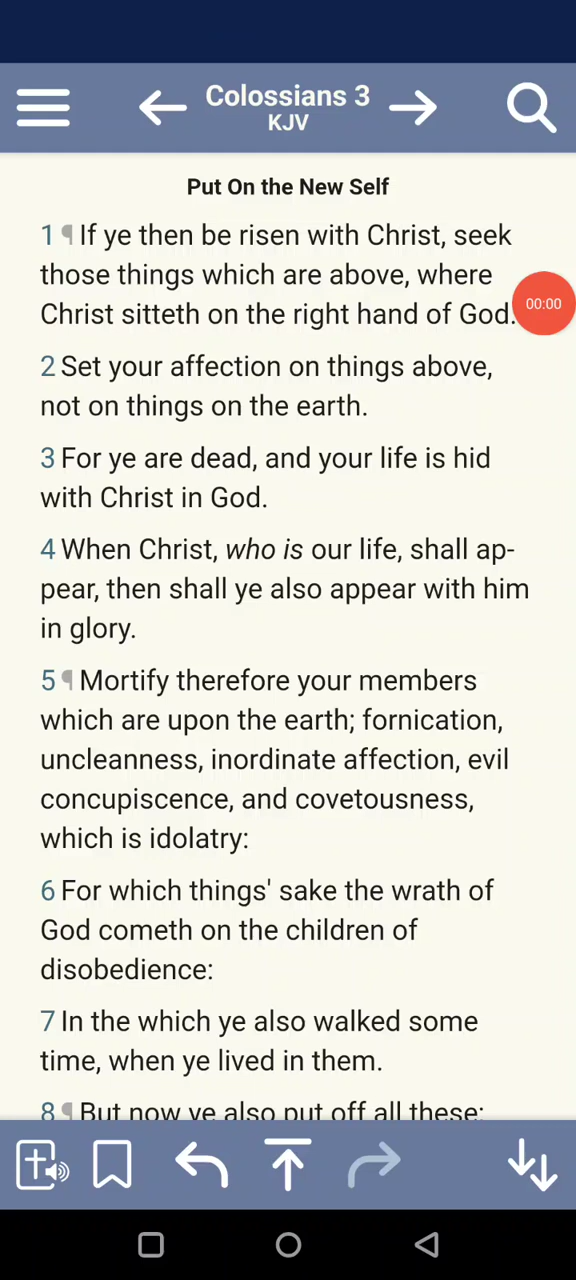 Colossians 3
KJV
Put On the New Self
1 ¶ If ye then be risen with Christ, seek
those things which are above, where
Christ sitteth on the right hand of God.
00:00
2 Set your affection on things above,
not on things on the earth.
3 For ye are dead, and your life is hid
with Christ in God.
4 When Christ, who is our life, shall ap-
pear, then shall ye also appear with him
in glory.
5 ¶ Mortify therefore your members
which are upon the earth; fornication,
uncleanness, inordinate affection, evil
concupiscence, and covetousness,
which is idolatry:
6 For which things' sake the wrath of
God cometh on the children of
disobedience:
7 In the which ye also walked some
time, when ye lived in them.
8 ¶ But now ye also put off all these;